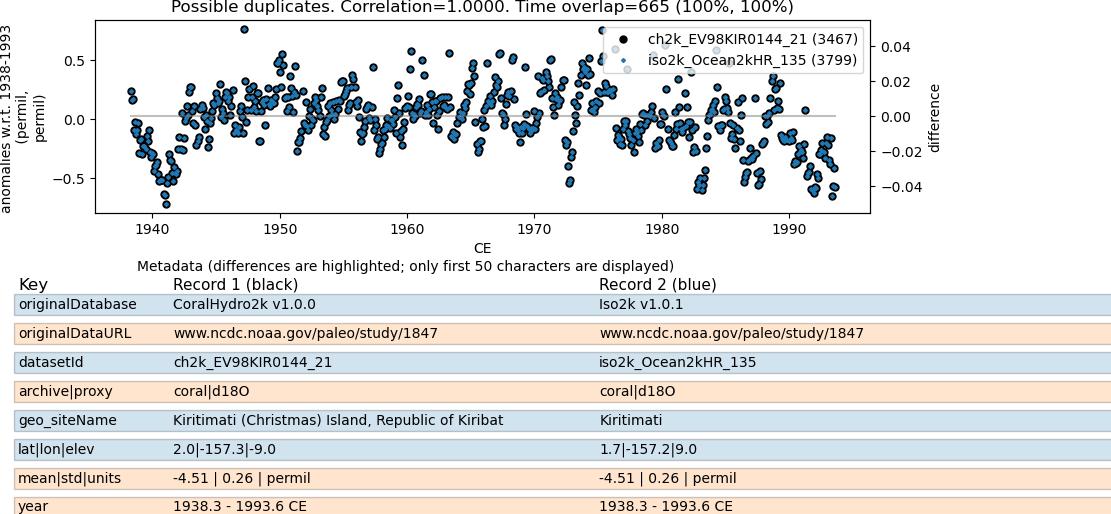 Possible duplicates. Correlation=1.0000. Time overlap=665 (100%, 100%)
anomalies w.r.t. 1938-1993
(permil,
permil)
0.5
0.0
−0.5
ch2k_EV98KIR0144_21 (3467)
iso2k_Ocean2kHR_135 (3799)
0.04
0.02
0.00
−0.02
−0.04
difference
1940 1950 1960 1970 1980 1990
CE
Metadata (differences are highlighted; only first 50 characters are displayed)
Key Record 1 (black) Record 2 (blue)
originalDatabase CoralHydro2k v1.0.0 Iso2k v1.0.1
originalDataURL www.ncdc.noaa.gov/paleo/study/1847 www.ncdc.noaa.gov/paleo/study/1847
datasetId ch2k_EV98KIR0144_21 iso2k_Ocean2kHR_135
archive|proxy coral|d18O coral|d18O
geo_siteName Kiritimati (Christmas) Island, Republic of Kiribat Kiritimati
lat|lon|elev 2.0|-157.3|-9.0 1.7|-157.2|9.0
mean|std|units -4.51 | 0.26 | permil -4.51 | 0.26 | permil
year 1938.3 - 1993.6 CE 1938.3 - 1993.6 CE